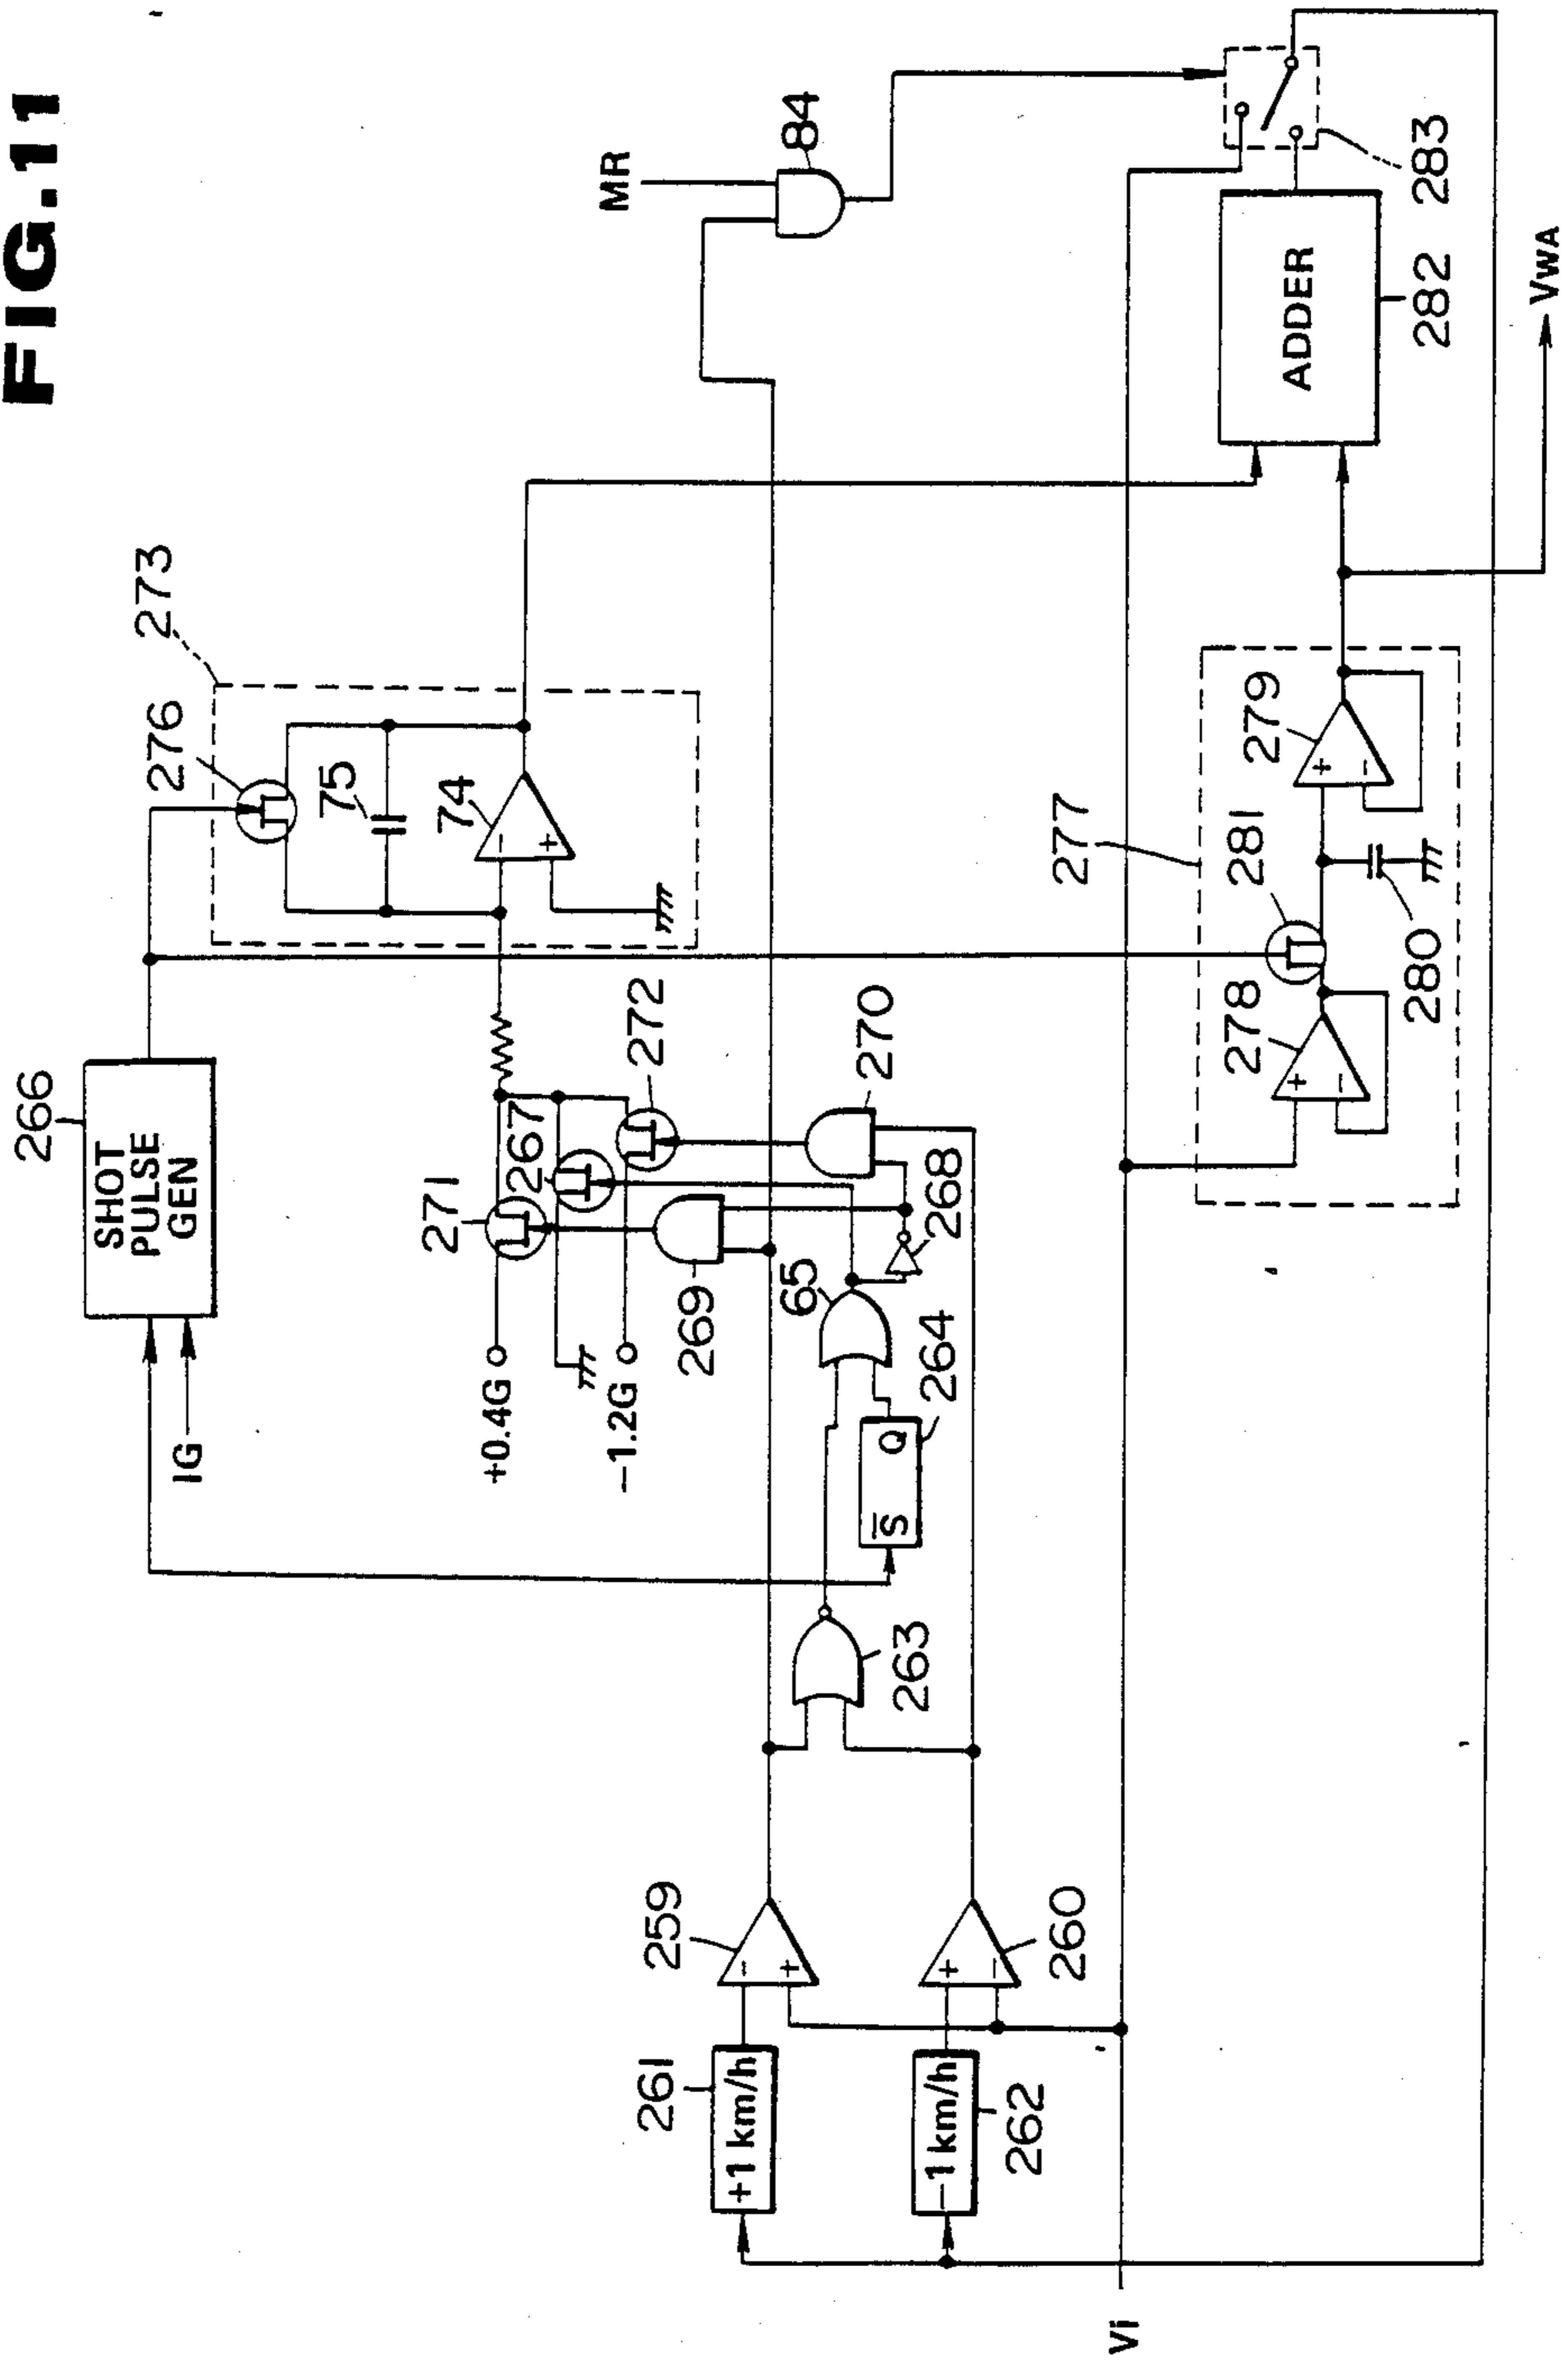 FIG.11
266
SHOT
PULSE
GEN
IG
273
276
75
74
MR
84
271
267
272
+0.4G
-1.2G
269
270
268
65
264
S̅
Q
263
259
-
+
260
+
-
261
+1 km/h
262
-1 km/h
Vi
277
278
+
-
281
280
279
+
-
ADDER
282
283
VWA
-
+